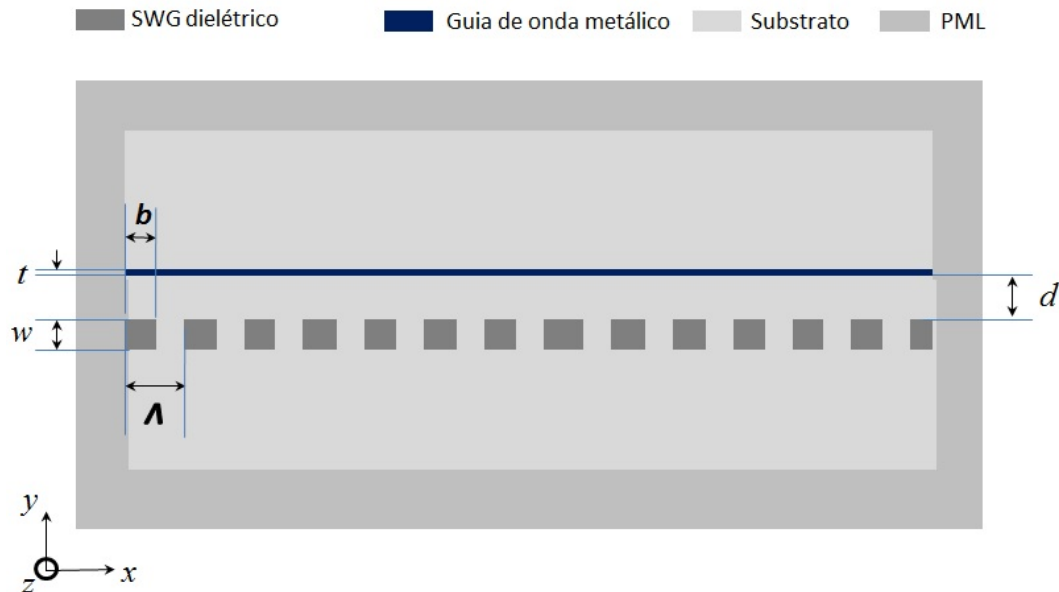 SWG dielétrico Guia de onda metálico Substrato PML
b
t
d
w
Λ
y
z x